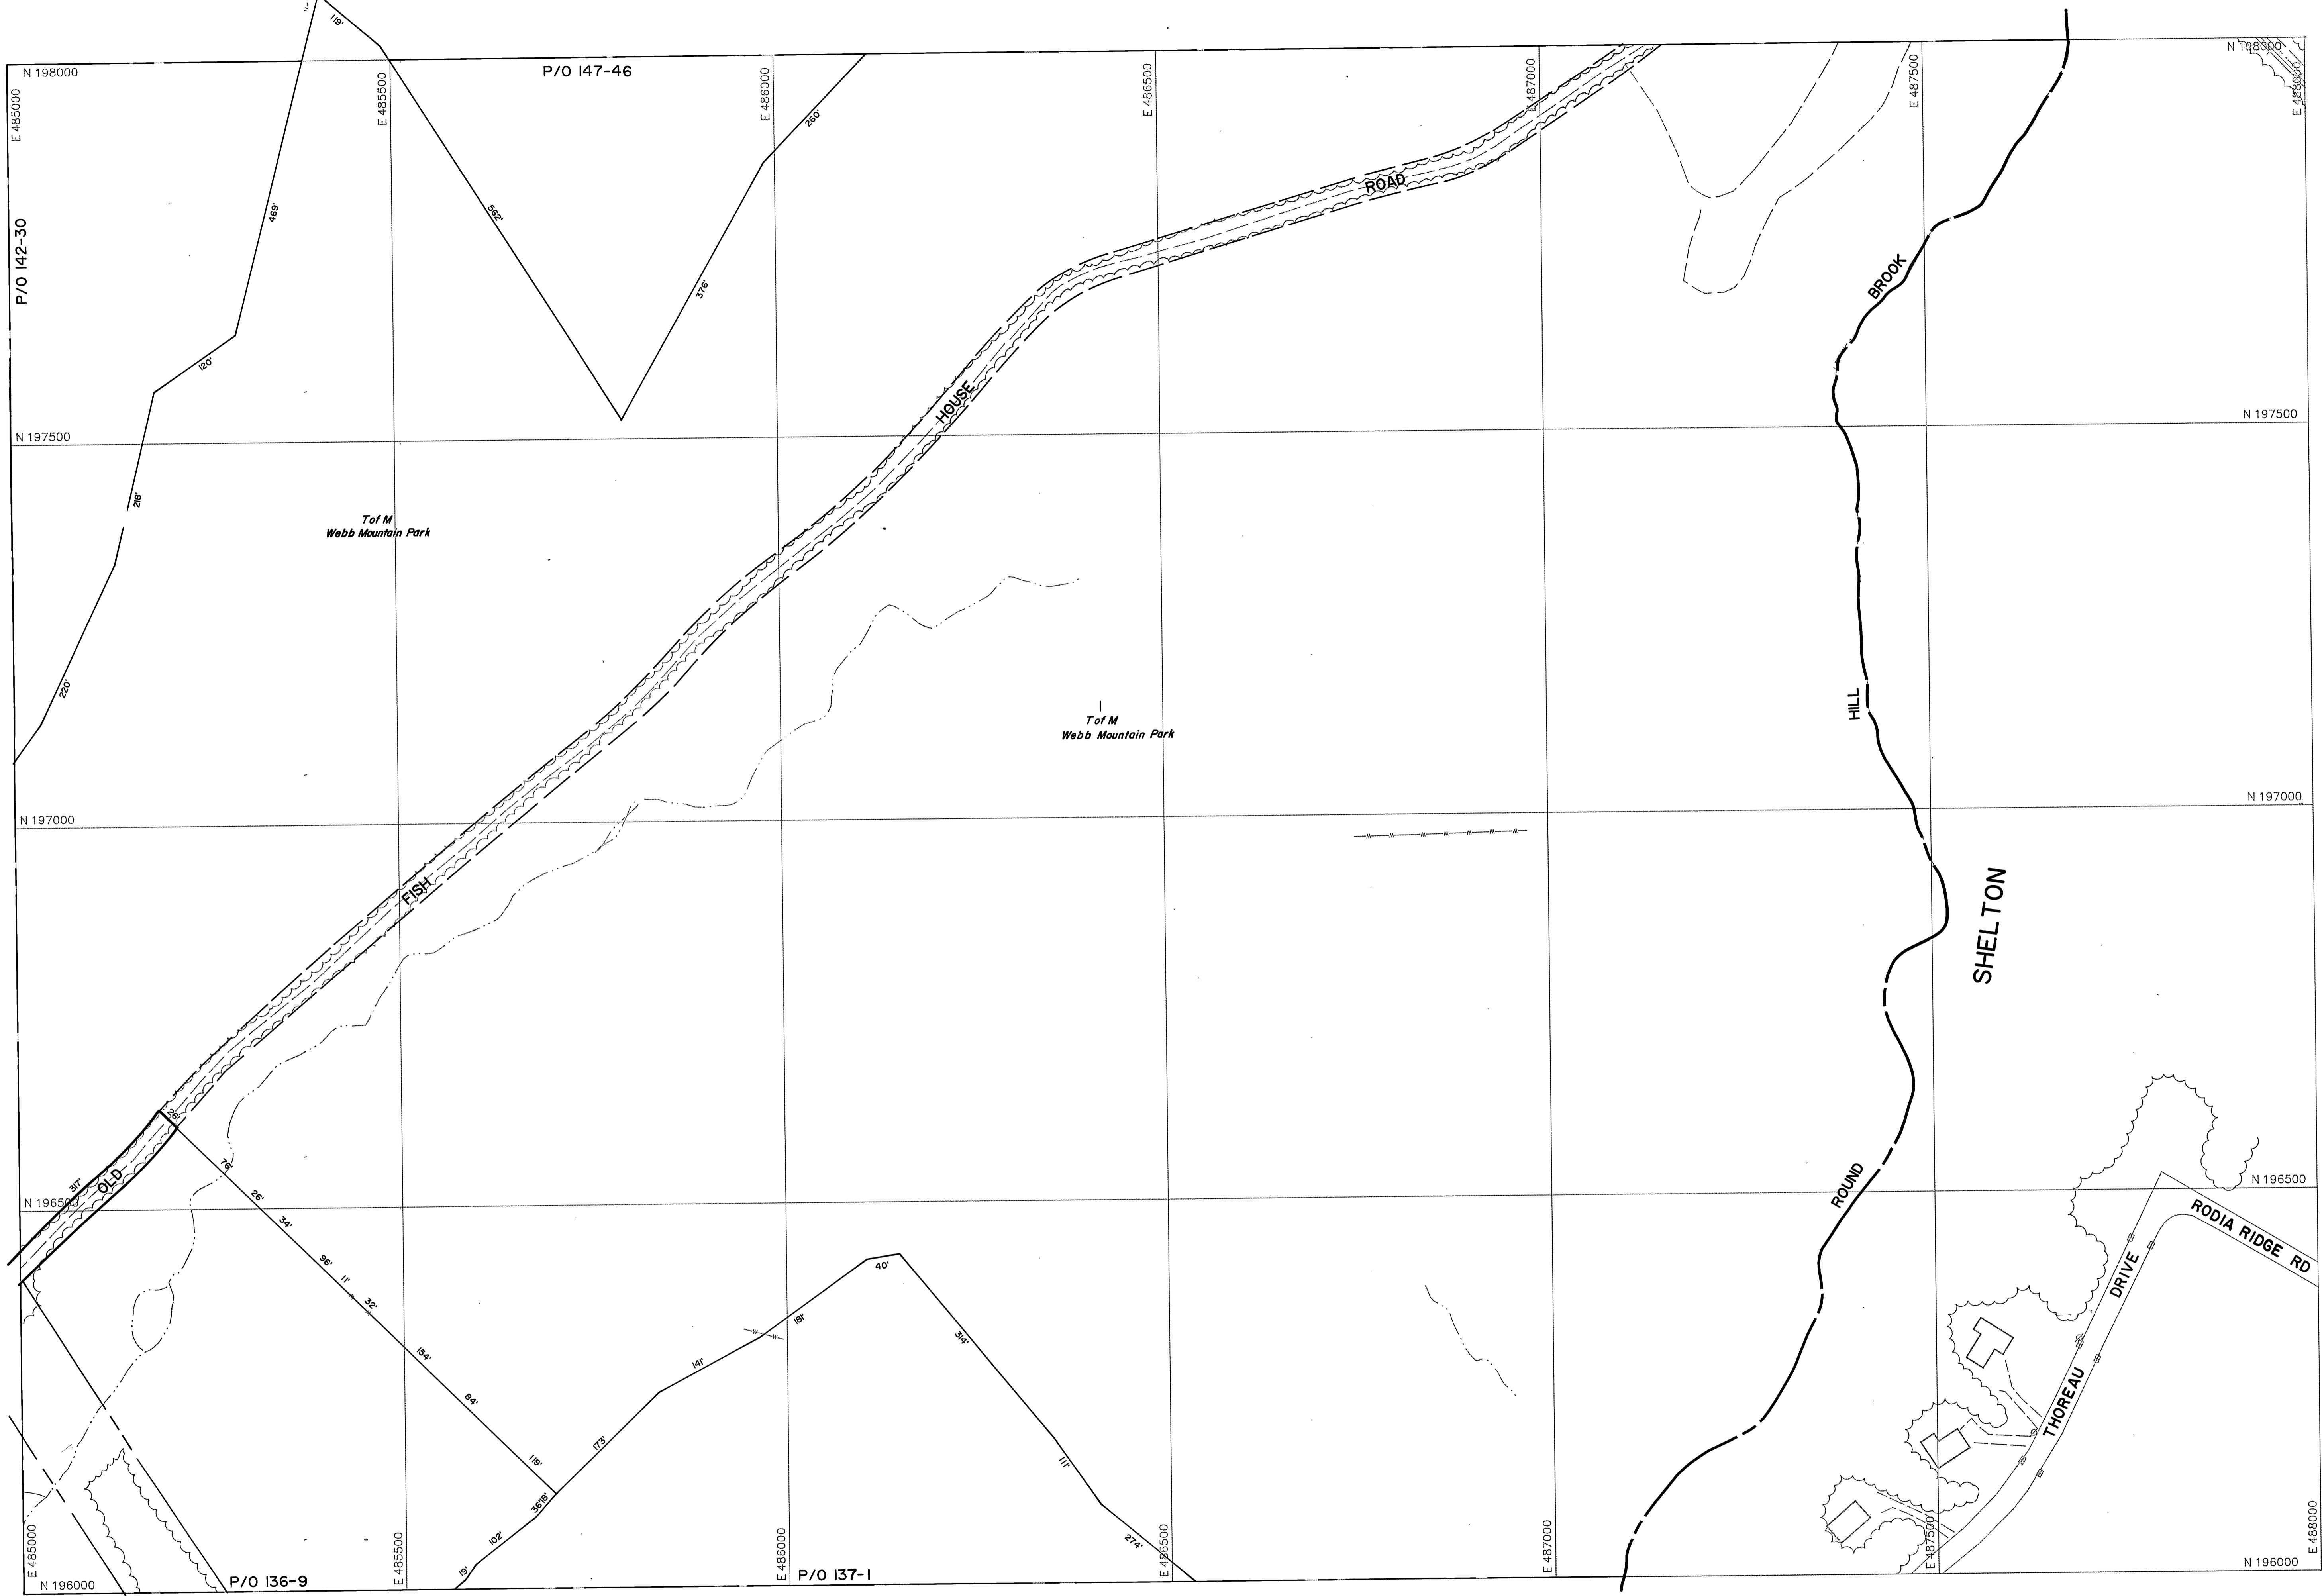 119'
N 198000
P/O 147-46
N 198000
E 485000
E 485500
E 486000
E 486500
E 487000
E 487500
E 488000
260'
ROAD
469'
562'
P/O 142-30
376'
BROOK
120'
HOUSE
N 197500
N 197500
218'
T of M
Webb Mountain Park
220'
HILL
1
T of M
Webb Mountain Park
N 197000
N 197000
FISH
SHELTON
26'
76'
317'
OLD
26'
ROUND
N 196500
N 196500
34'
RODIA RIDGE RD
96'
11'
32'
40'
DRIVE
181'
314'
154'
141'
84'
THOREAU
173'
119'
111'
36'18'
102'
274'
19'
E 485000
E 485500
E 486000
E 486500
E 487000
E 487500
E 488000
N 196000
P/O 136-9
P/O 137-1
N 196000